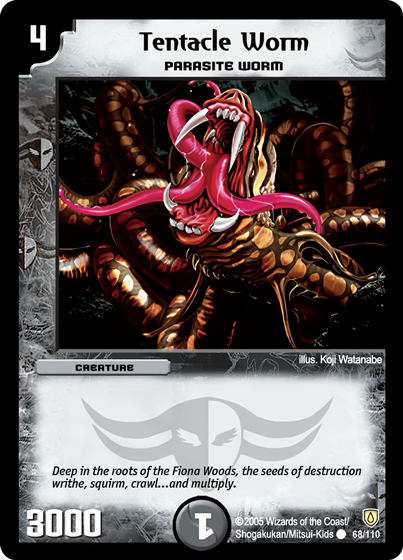 4
Tentacle Worm
PARASITE WORM
illus. Koji Watanabe
CREATURE
Deep in the roots of the Fiona Woods, the seeds of destruction
writhe, squirm, crawl...and multiply.
3000
1
©2005 Wizards of the Coast/
Shogakukan/Mitsui-Kids ● 68/110